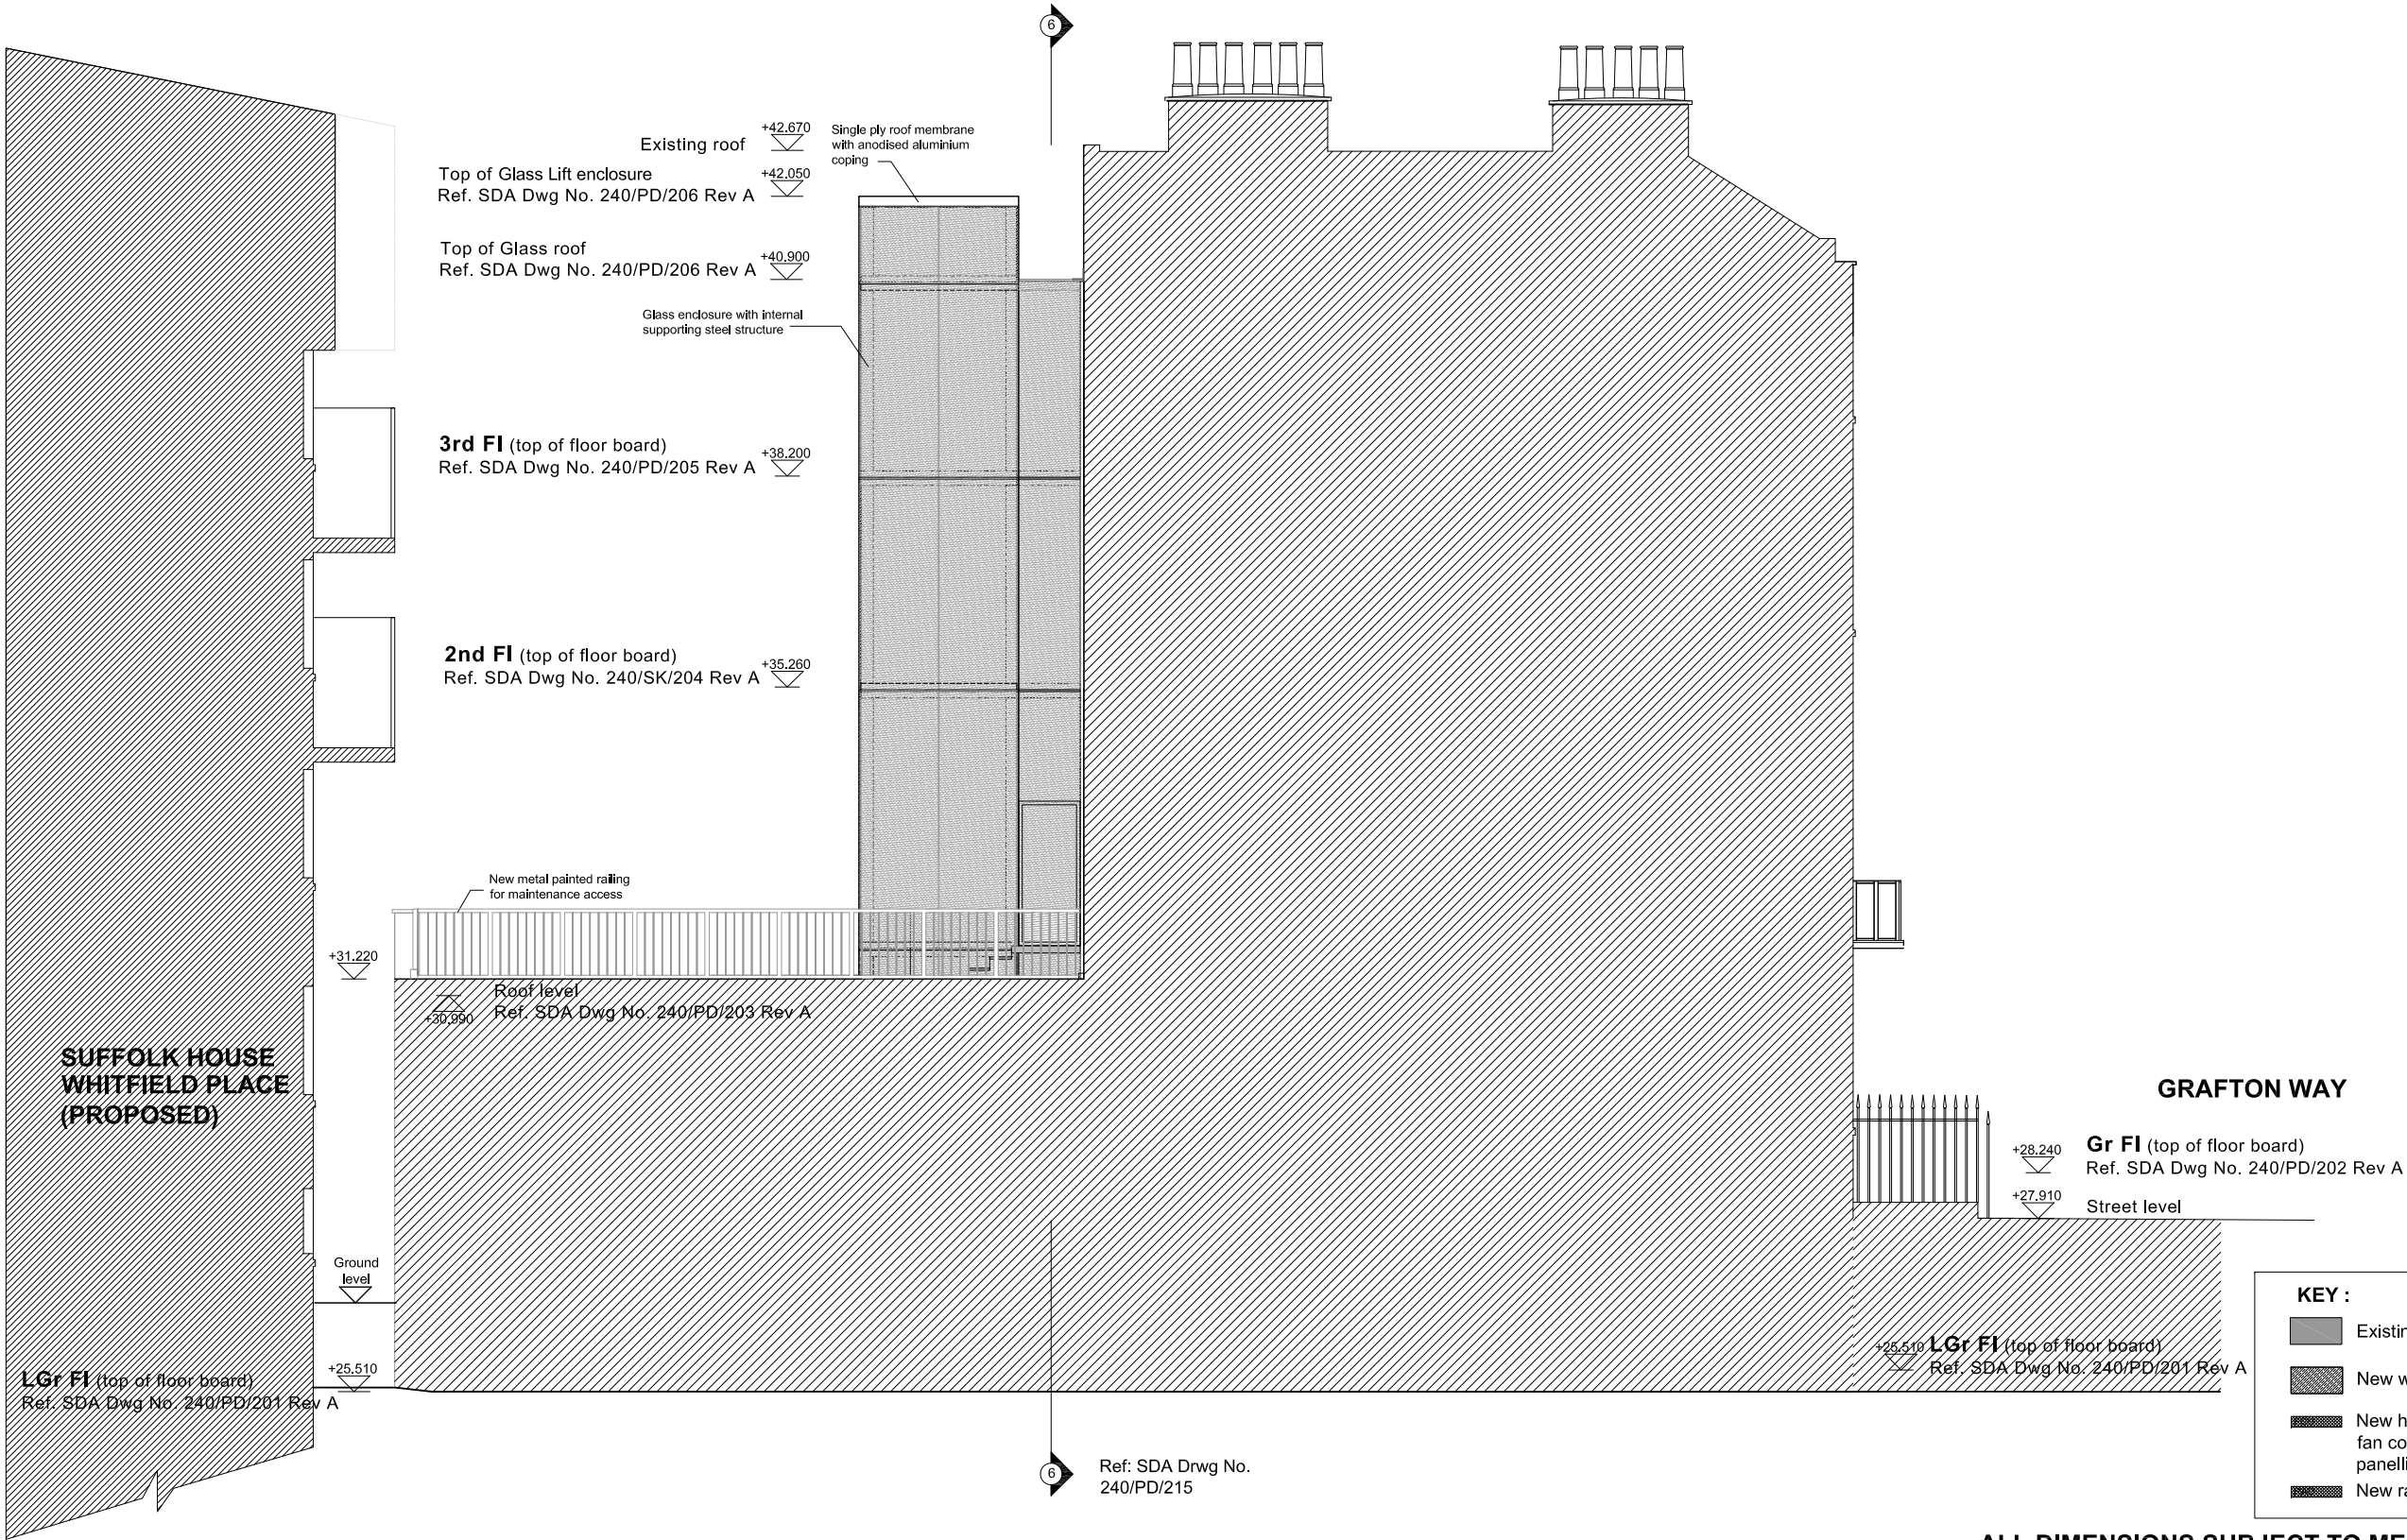 6
Existing roof
+42.670
Single ply roof membrane
with anodised aluminium
coping
Top of Glass Lift enclosure
Ref. SDA Dwg No. 240/PD/206 Rev A
+42.050
Top of Glass roof
Ref. SDA Dwg No. 240/PD/206 Rev A
+40.900
Glass enclosure with internal
supporting steel structure
3rd Fl (top of floor board)
Ref. SDA Dwg No. 240/PD/205 Rev A
+38.200
2nd Fl (top of floor board)
Ref. SDA Dwg No. 240/SK/204 Rev A
+35.260
New metal painted railing
for maintenance access
+31.220
Roof level
Ref. SDA Dwg No. 240/PD/203 Rev A
+30.990
SUFFOLK HOUSE
WHITFIELD PLACE
(PROPOSED)
GRAFTON WAY
+28.240
Gr Fl (top of floor board)
Ref. SDA Dwg No. 240/PD/202 Rev A
+27.910
Street level
Ground
level
+25.510
LGr Fl (top of floor board)
Ref. SDA Dwg No. 240/PD/201 Rev A
+25.510
LGr Fl (top of floor board)
Ref. SDA Dwg No. 240/PD/201 Rev A
KEY :
Existin
New w
New h
fan co
panelli
New ra
6
Ref: SDA Drwg No.
240/PD/215